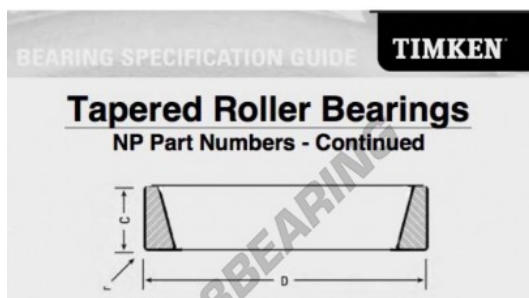 BEARING SPECIFICATION GUIDE
TIMKEN
Tapered Roller Bearings
NP Part Numbers - Continued
C
r
D